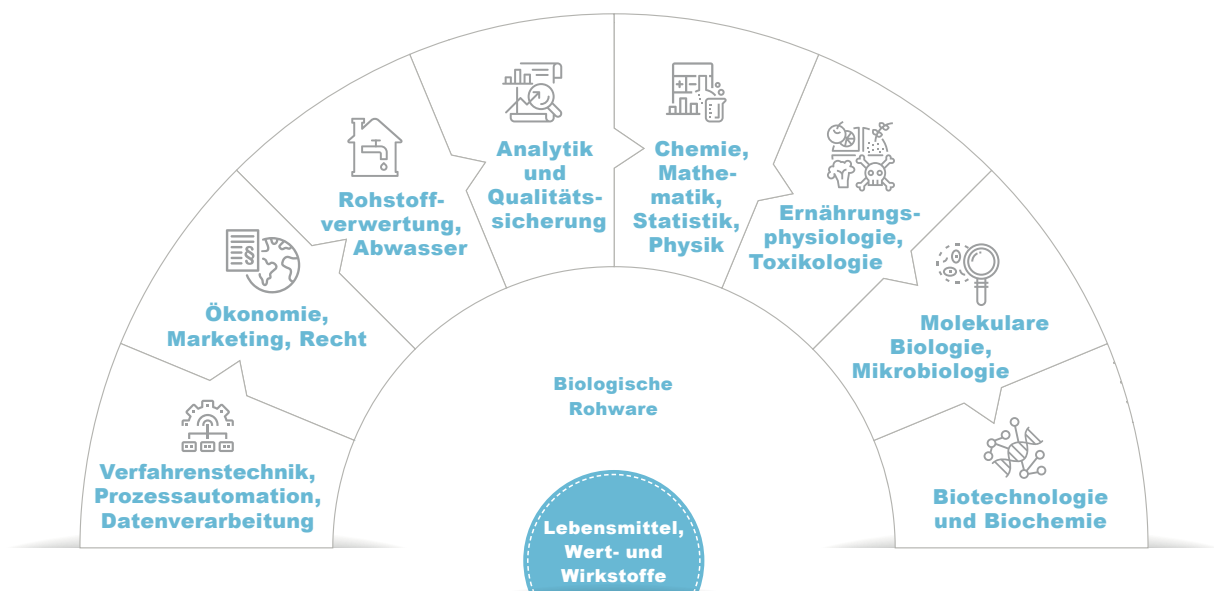 Verfahrenstechnik,
Prozessautomation,
Datenverarbeitung
Ökonomie,
Marketing, Recht
Rohstoff-
verwertung,
Abwasser
Analytik
und
Qualitäts-
sicherung
Chemie,
Mathe-
matik,
Statistik,
Physik
Ernährungs-
physiologie,
Toxikologie
Molekulare
Biologie,
Mikrobiologie
Biotechnologie
und Biochemie
Biologische
Rohware
Lebensmittel,
Wert- und
Wirkstoffe